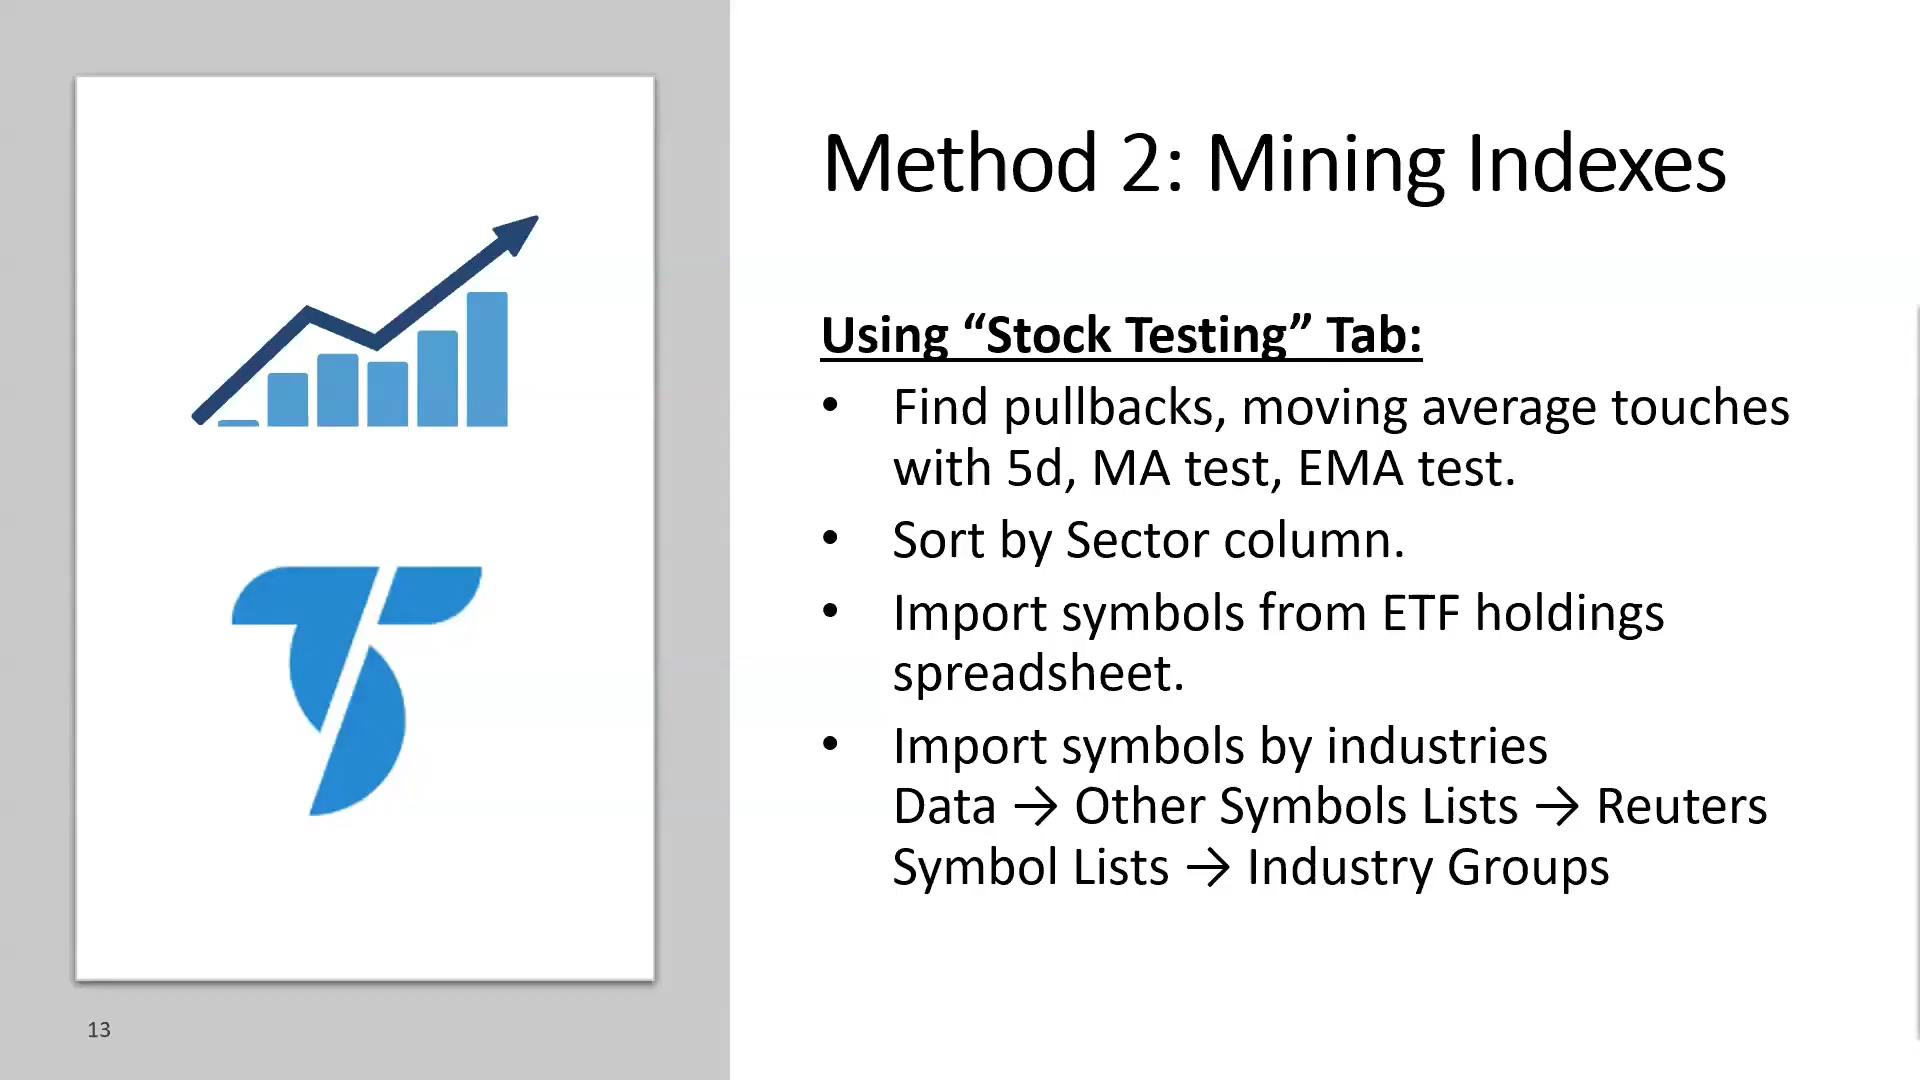 Method 2: Mining Indexes
Using “Stock Testing” Tab:
• Find pullbacks, moving average touches
with 5d, MA test, EMA test.
• Sort by Sector column.
• Import symbols from ETF holdings
spreadsheet.
• Import symbols by industries
Data → Other Symbols Lists → Reuters
Symbol Lists → Industry Groups
13